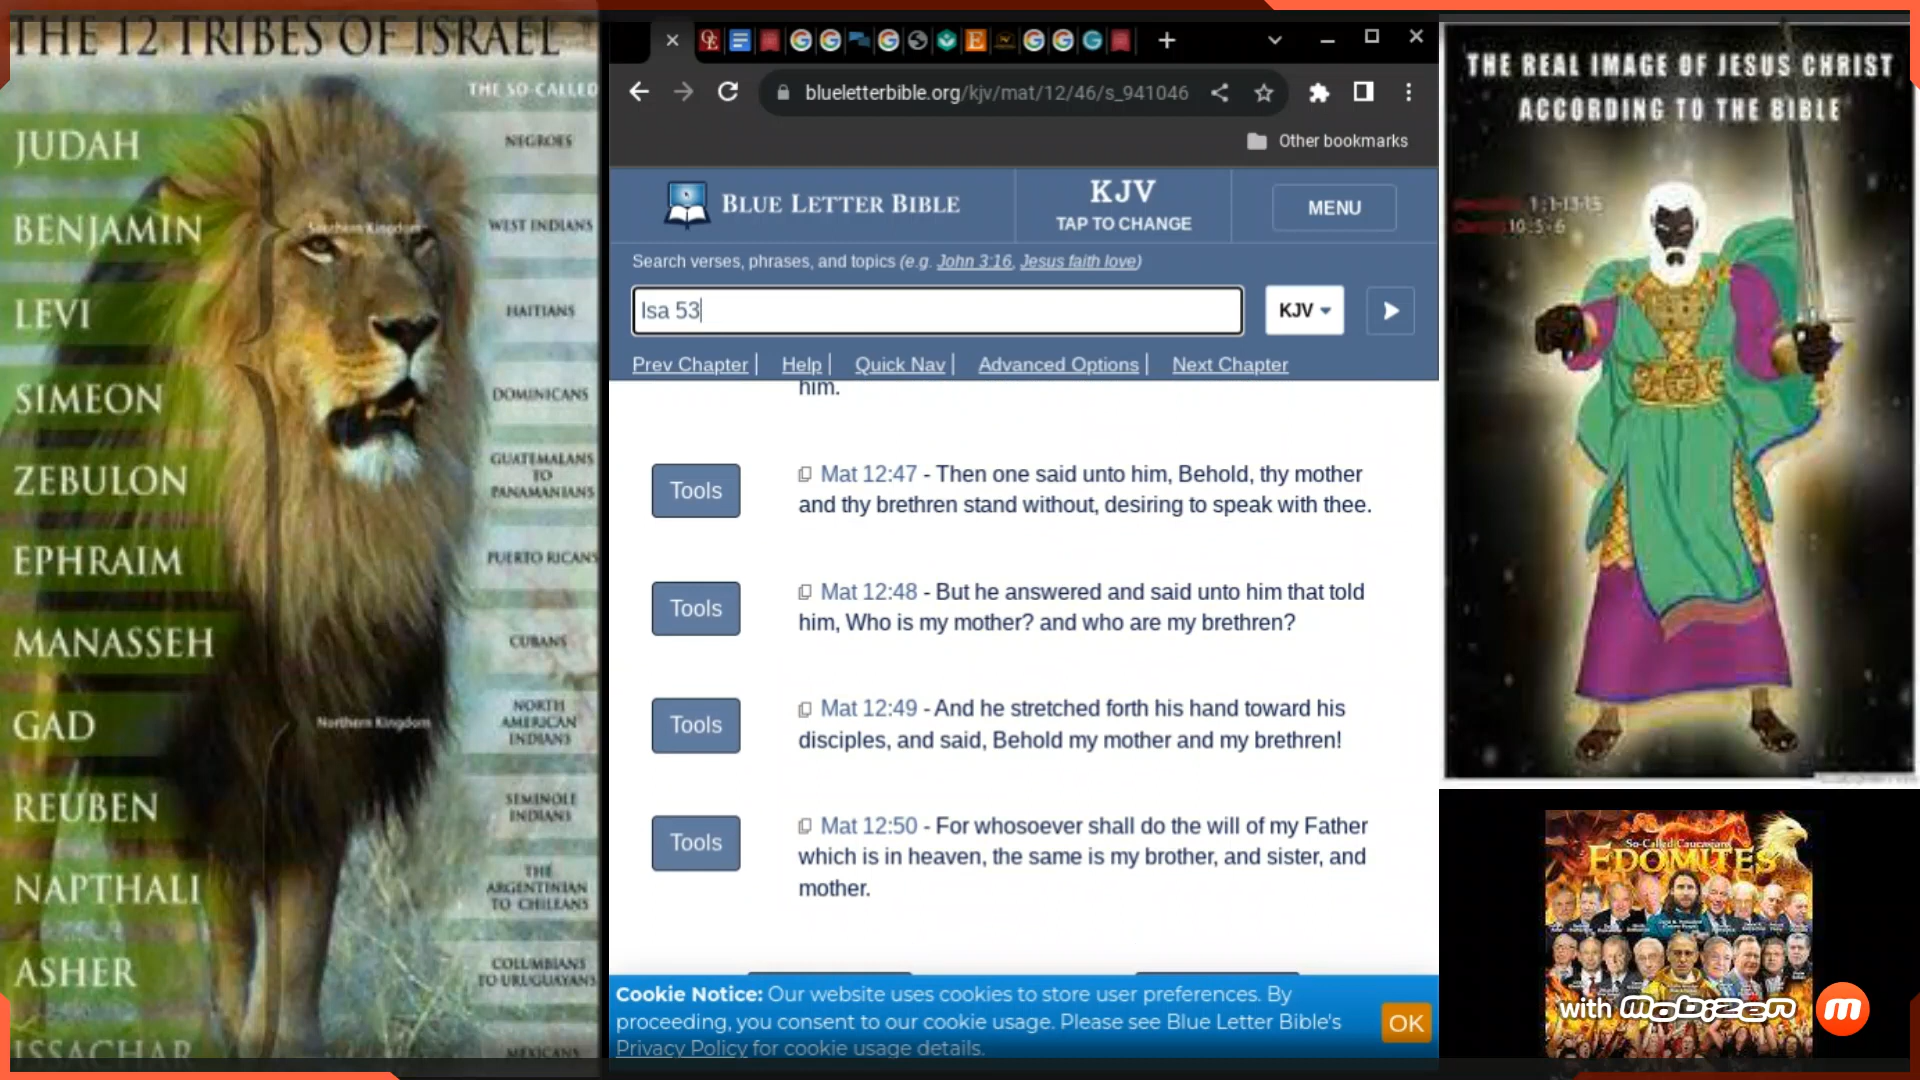 THE 12 TRIBES OF ISRAEL
THE SO-CALLED
JUDAH
NEGROES
BENJAMIN
WEST INDIANS
Southern Kingdom
LEVI
HAITIANS
SIMEON
DOMINICANS
ZEBULON
GUATEMALANS
TO
PANAMANIANS
EPHRAIM
PUERTO RICANS
MANASSEH
CUBANS
GAD
Northern Kingdom
NORTH
AMERICAN
INDIANS
REUBEN
SEMINOLE
INDIANS
NAPTHALI
THE
ARGENTINIAN
TO CHILEANS
ASHER
COLUMBIANS
TO URUGUAYANS
ISSACHAR
MEXICANS
blueletterbible.org/kjv/mat/12/46/s_941046
Other bookmarks
BLUE LETTER BIBLE
KJV
TAP TO CHANGE
MENU
Search verses, phrases, and topics (e.g. John 3:16, Jesus faith love)
Isa 53
KJV
Prev Chapter | Help | Quick Nav | Advanced Options | Next Chapter
him.
Tools
Mat 12:47 - Then one said unto him, Behold, thy mother
and thy brethren stand without, desiring to speak with thee.
Tools
Mat 12:48 - But he answered and said unto him that told
him, Who is my mother? and who are my brethren?
Tools
Mat 12:49 - And he stretched forth his hand toward his
disciples, and said, Behold my mother and my brethren!
Tools
Mat 12:50 - For whosoever shall do the will of my Father
which is in heaven, the same is my brother, and sister, and
mother.
Cookie Notice: Our website uses cookies to store user preferences. By
proceeding, you consent to our cookie usage. Please see Blue Letter Bible's
Privacy Policy for cookie usage details.
OK
THE REAL IMAGE OF JESUS CHRIST
ACCORDING TO THE BIBLE
1:1-13-15
10:5-6
So-Called Caucasians
EDOMITES
with mobizen